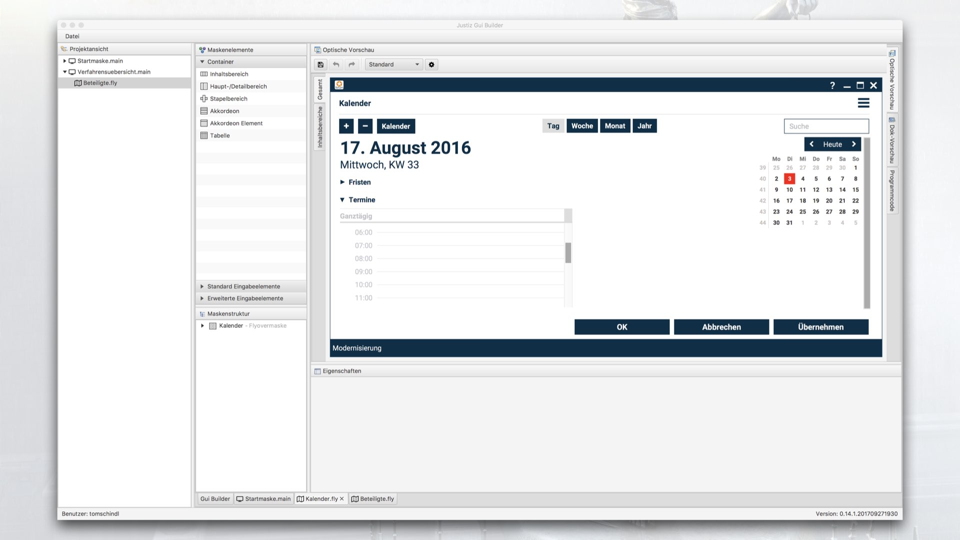 Justiz Gui Builder
Datei
Projektansicht
Startmaske.main
Verfahrensuebersicht.main
Beteiligte.fly
Maskenelemente
Container
Inhaltsbereich
Haupt-/Detailbereich
Stapelbereich
Akkordeon
Akkordeon Element
Tabelle
Standard Eingabeelemente
Erweiterte Eingabeelemente
Maskenstruktur
Kalender - Flysvermaske
Optische Vorschau
Standard
Gesamt
Inhaltsbereiche
Kalender
+ – Kalender
Tag Woche Monat Jahr
Suche
17. August 2016
Mittwoch, KW 33
Fristen
Termine
Ganztägig
06:00
07:00
08:00
09:00
10:00
11:00
Heute
Mo Di Mi Do Fr Sa So
39 25 26 27 28 29 30 1
40 2 3 4 5 6 7 8
41 9 10 11 12 13 14 15
42 16 17 18 19 20 21 22
43 23 24 25 26 27 28 29
44 30 31 1 2 3 4 5
OK Abbrechen Übernehmen
Modernisierung
Optische Vorschau
Programmcode
Eigenschaften
Gui Builder Startmaske.main Kalender.fly Beteiligte.fly
Benutzer: tomschindl
Version: 0.14.1.201709271930